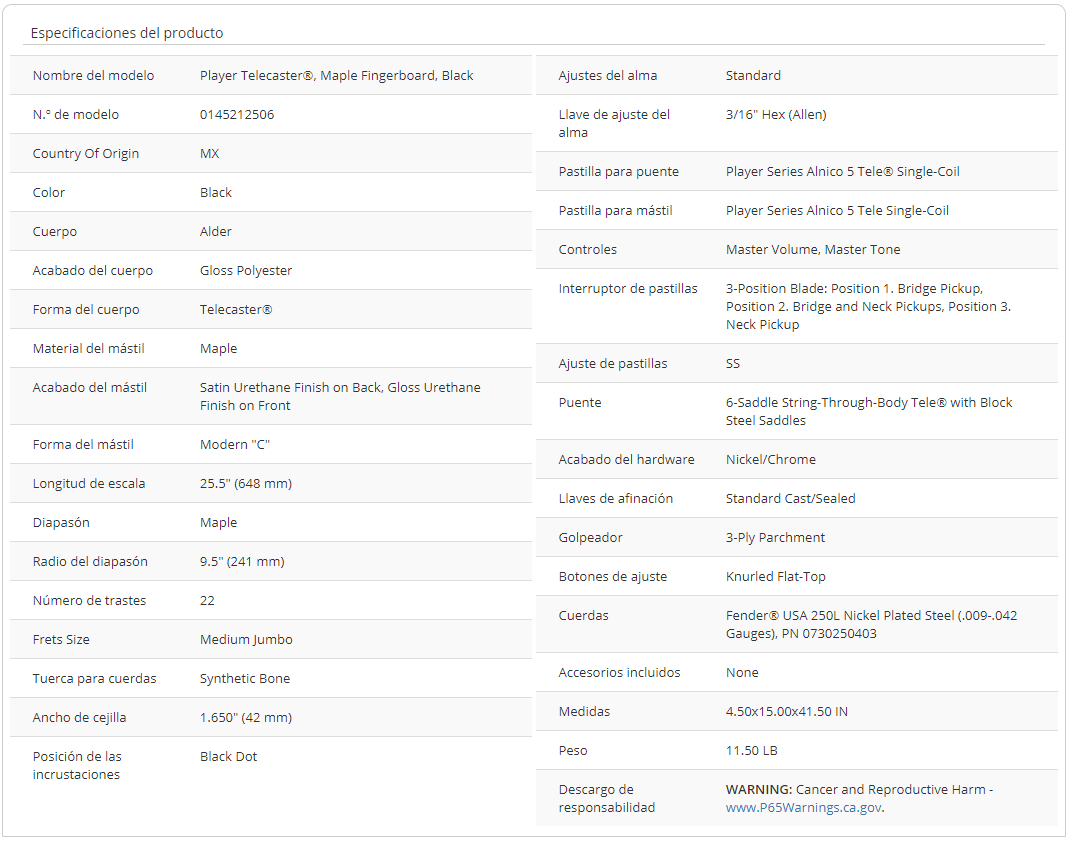 Especificaciones del producto
Nombre del modelo Player Telecaster®, Maple Fingerboard, Black
N.º de modelo 0145212506
Country Of Origin MX
Color Black
Cuerpo Alder
Acabado del cuerpo Gloss Polyester
Forma del cuerpo Telecaster®
Material del mástil Maple
Acabado del mástil Satin Urethane Finish on Back, Gloss Urethane
Finish on Front
Forma del mástil Modern "C"
Longitud de escala 25.5" (648 mm)
Diapasón Maple
Radio del diapasón 9.5" (241 mm)
Número de trastes 22
Frets Size Medium Jumbo
Tuerca para cuerdas Synthetic Bone
Ancho de cejilla 1.650" (42 mm)
Posición de las Black Dot
incrustaciones
Ajustes del alma Standard
Llave de ajuste del 3/16" Hex (Allen)
alma
Pastilla para puente Player Series Alnico 5 Tele® Single-Coil
Pastilla para mástil Player Series Alnico 5 Tele Single-Coil
Controles Master Volume, Master Tone
Interruptor de pastillas 3-Position Blade: Position 1. Bridge Pickup,
Position 2. Bridge and Neck Pickups, Position 3.
Neck Pickup
Ajuste de pastillas SS
Puente 6-Saddle String-Through-Body Tele® with Block
Steel Saddles
Acabado del hardware Nickel/Chrome
Llaves de afinación Standard Cast/Sealed
Golpeador 3-Ply Parchment
Botones de ajuste Knurled Flat-Top
Cuerdas Fender® USA 250L Nickel Plated Steel (.009-.042
Gauges), PN 0730250403
Accesorios incluidos None
Medidas 4.50x15.00x41.50 IN
Peso 11.50 LB
Descargo de WARNING: Cancer and Reproductive Harm -
responsabilidad www.P65Warnings.ca.gov.